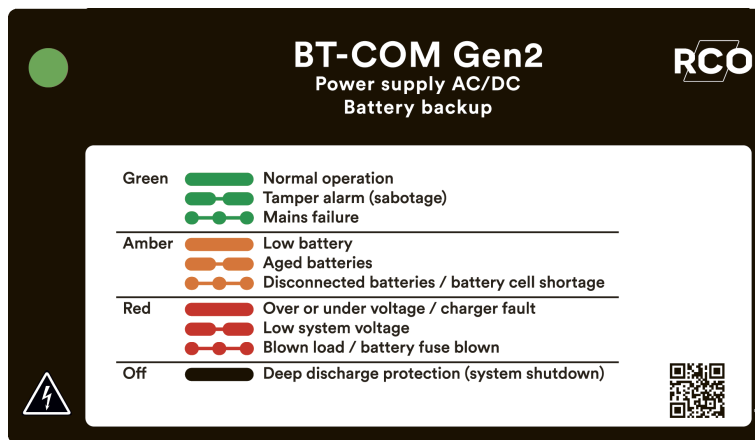 BT-COM Gen2
RCO
Power supply AC/DC
Battery backup
Green Normal operation
Tamper alarm (sabotage)
Mains failure
Amber Low battery
Aged batteries
Disconnected batteries / battery cell shortage
Red Over or under voltage / charger fault
Low system voltage
Blown load / battery fuse blown
Off Deep discharge protection (system shutdown)